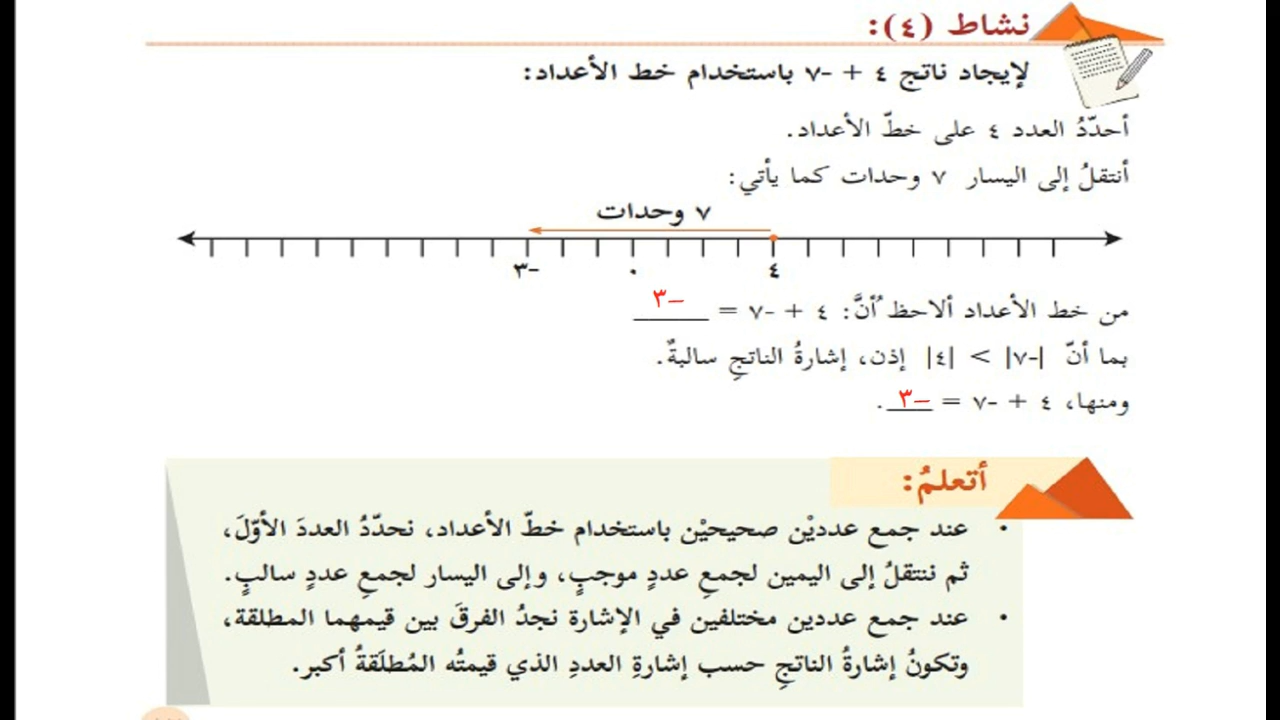 نشاط (٤):
لإيجاد ناتج ٤ + -٧ باستخدام خط الأعداد:
أحدّدُ العدد ٤ على خطّ الأعداد.
أنتقلُ إلى اليسار ٧ وحدات كما يأتي:
٧ وحدات
-٣ ٠ ٤
من خط الأعداد ألاحظُ أنَّ: ٤ + -٧ = -٣
بما أنّ |-٧| > |٤| إذن، إشارةُ الناتجِ سالبةٌ.
ومنها، ٤ + -٧ = -٣.
أتعلمُ:
• عند جمع عدديْن صحيحيْن باستخدام خطّ الأعداد، نحدّدُ العددَ الأوّلَ،
ثم ننتقلُ إلى اليمين لجمعِ عددٍ موجبٍ، وإلى اليسار لجمعِ عددٍ سالبٍ.
• عند جمع عددين مختلفين في الإشارة نجدُ الفرقَ بين قيمهما المطلقة،
وتكونُ إشارةُ الناتجِ حسب إشارةِ العددِ الذي قيمتُه المُطلَقةُ أكبر.